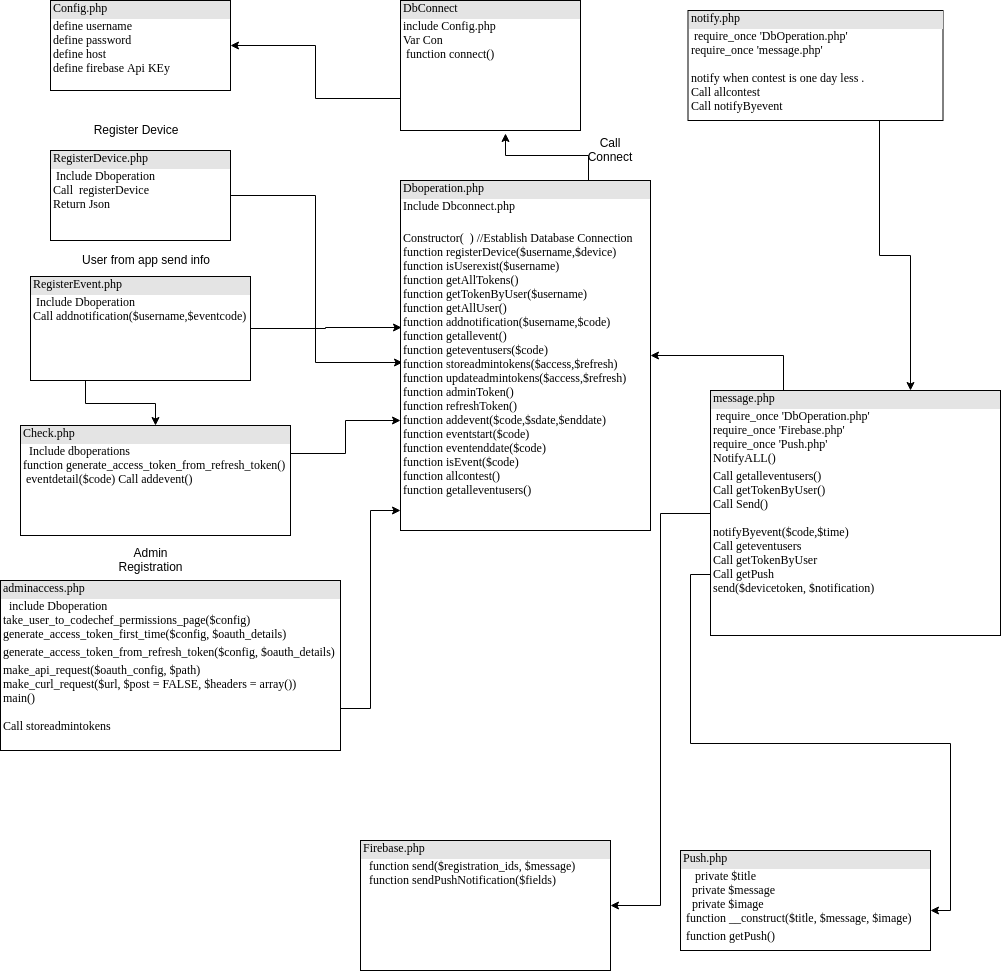 Config.php
define username
define password
define host
define firebase Api KEy
DbConnect
include Config.php
Var Con
function connect()
notify.php
require_once 'DbOperation.php'
require_once 'message.php'
notify when contest is one day less .
Call allcontest
Call notifyByevent
Register Device
RegisterDevice.php
Include Dboperation
Call registerDevice
Return Json
Call
Connect
Dboperation.php
Include Dbconnect.php
Constructor( ) //Establish Database Connection
function registerDevice($username,$device)
function isUserexist($username)
function getAllTokens()
function getTokenByUser($username)
function getAllUser()
function addnotification($username,$code)
function getallevent()
function geteventusers($code)
function storeadmintokens($access,$refresh)
function updateadmintokens($access,$refresh)
function adminToken()
function refreshToken()
function addevent($code,$sdate,$enddate)
function eventstart($code)
function eventenddate($code)
function isEvent($code)
function allcontest()
function getalleventusers()
User from app send info
RegisterEvent.php
Include Dboperation
Call addnotification($username,$eventcode)
Check.php
Include dboperations
function generate_access_token_from_refresh_token()
eventdetail($code) Call addevent()
message.php
require_once 'DbOperation.php'
require_once 'Firebase.php'
require_once 'Push.php'
NotifyALL()
Call getalleventusers()
Call getTokenByUser()
Call Send()
notifyByevent($code,$time)
Call geteventusers
Call getTokenByUser
Call getPush
send($devicetoken, $notification)
Admin
Registration
adminaccess.php
include Dboperation
take_user_to_codechef_permissions_page($config)
generate_access_token_first_time($config, $oauth_details)
generate_access_token_from_refresh_token($config, $oauth_details)
make_api_request($oauth_config, $path)
make_curl_request($url, $post = FALSE, $headers = array())
main()
Call storeadmintokens
Firebase.php
function send($registration_ids, $message)
function sendPushNotification($fields)
Push.php
private $title
private $message
private $image
function __construct($title, $message, $image)
function getPush()